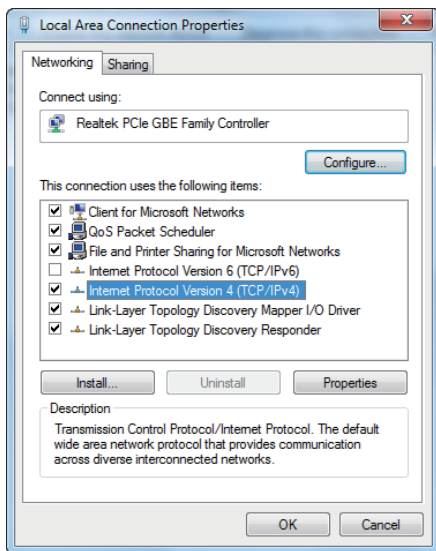 Local Area Connection Properties
Networking
Sharing
Connect using:
Realtek PCIe GBE Family Controller
Configure...
This connection uses the following items:
Client for Microsoft Networks
QoS Packet Scheduler
File and Printer Sharing for Microsoft Networks
Internet Protocol Version 6 (TCP/IPv6)
Internet Protocol Version 4 (TCP/IPv4)
Link-Layer Topology Discovery Mapper I/O Driver
Link-Layer Topology Discovery Responder
Install...
Uninstall
Properties
Description
Transmission Control Protocol/Internet Protocol. The default
wide area network protocol that provides communication
across diverse interconnected networks.
OK
Cancel